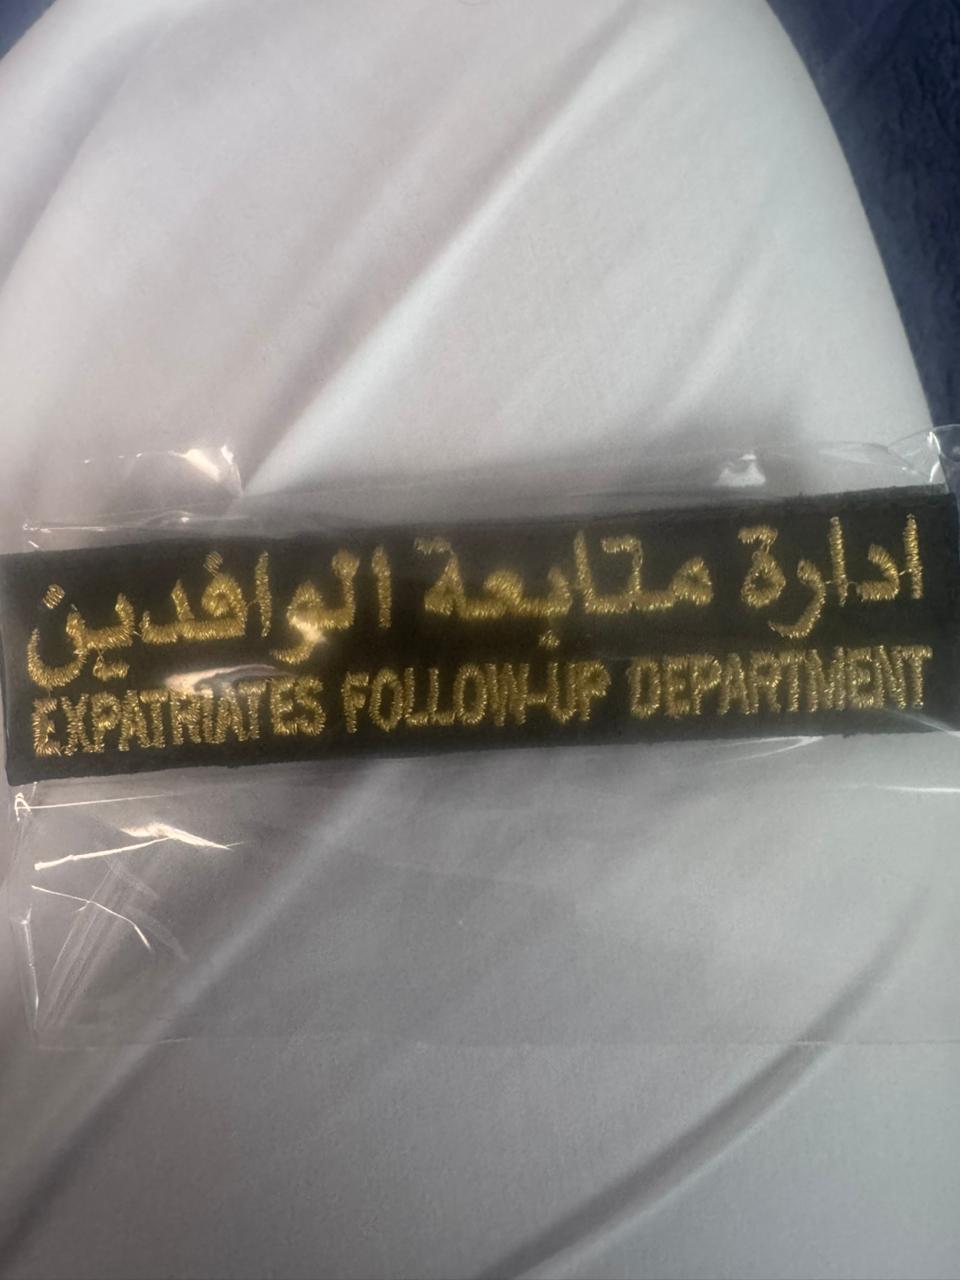 ادارة متابعة الوافدين
EXPATRIATES FOLLOW-UP DEPARTMENT